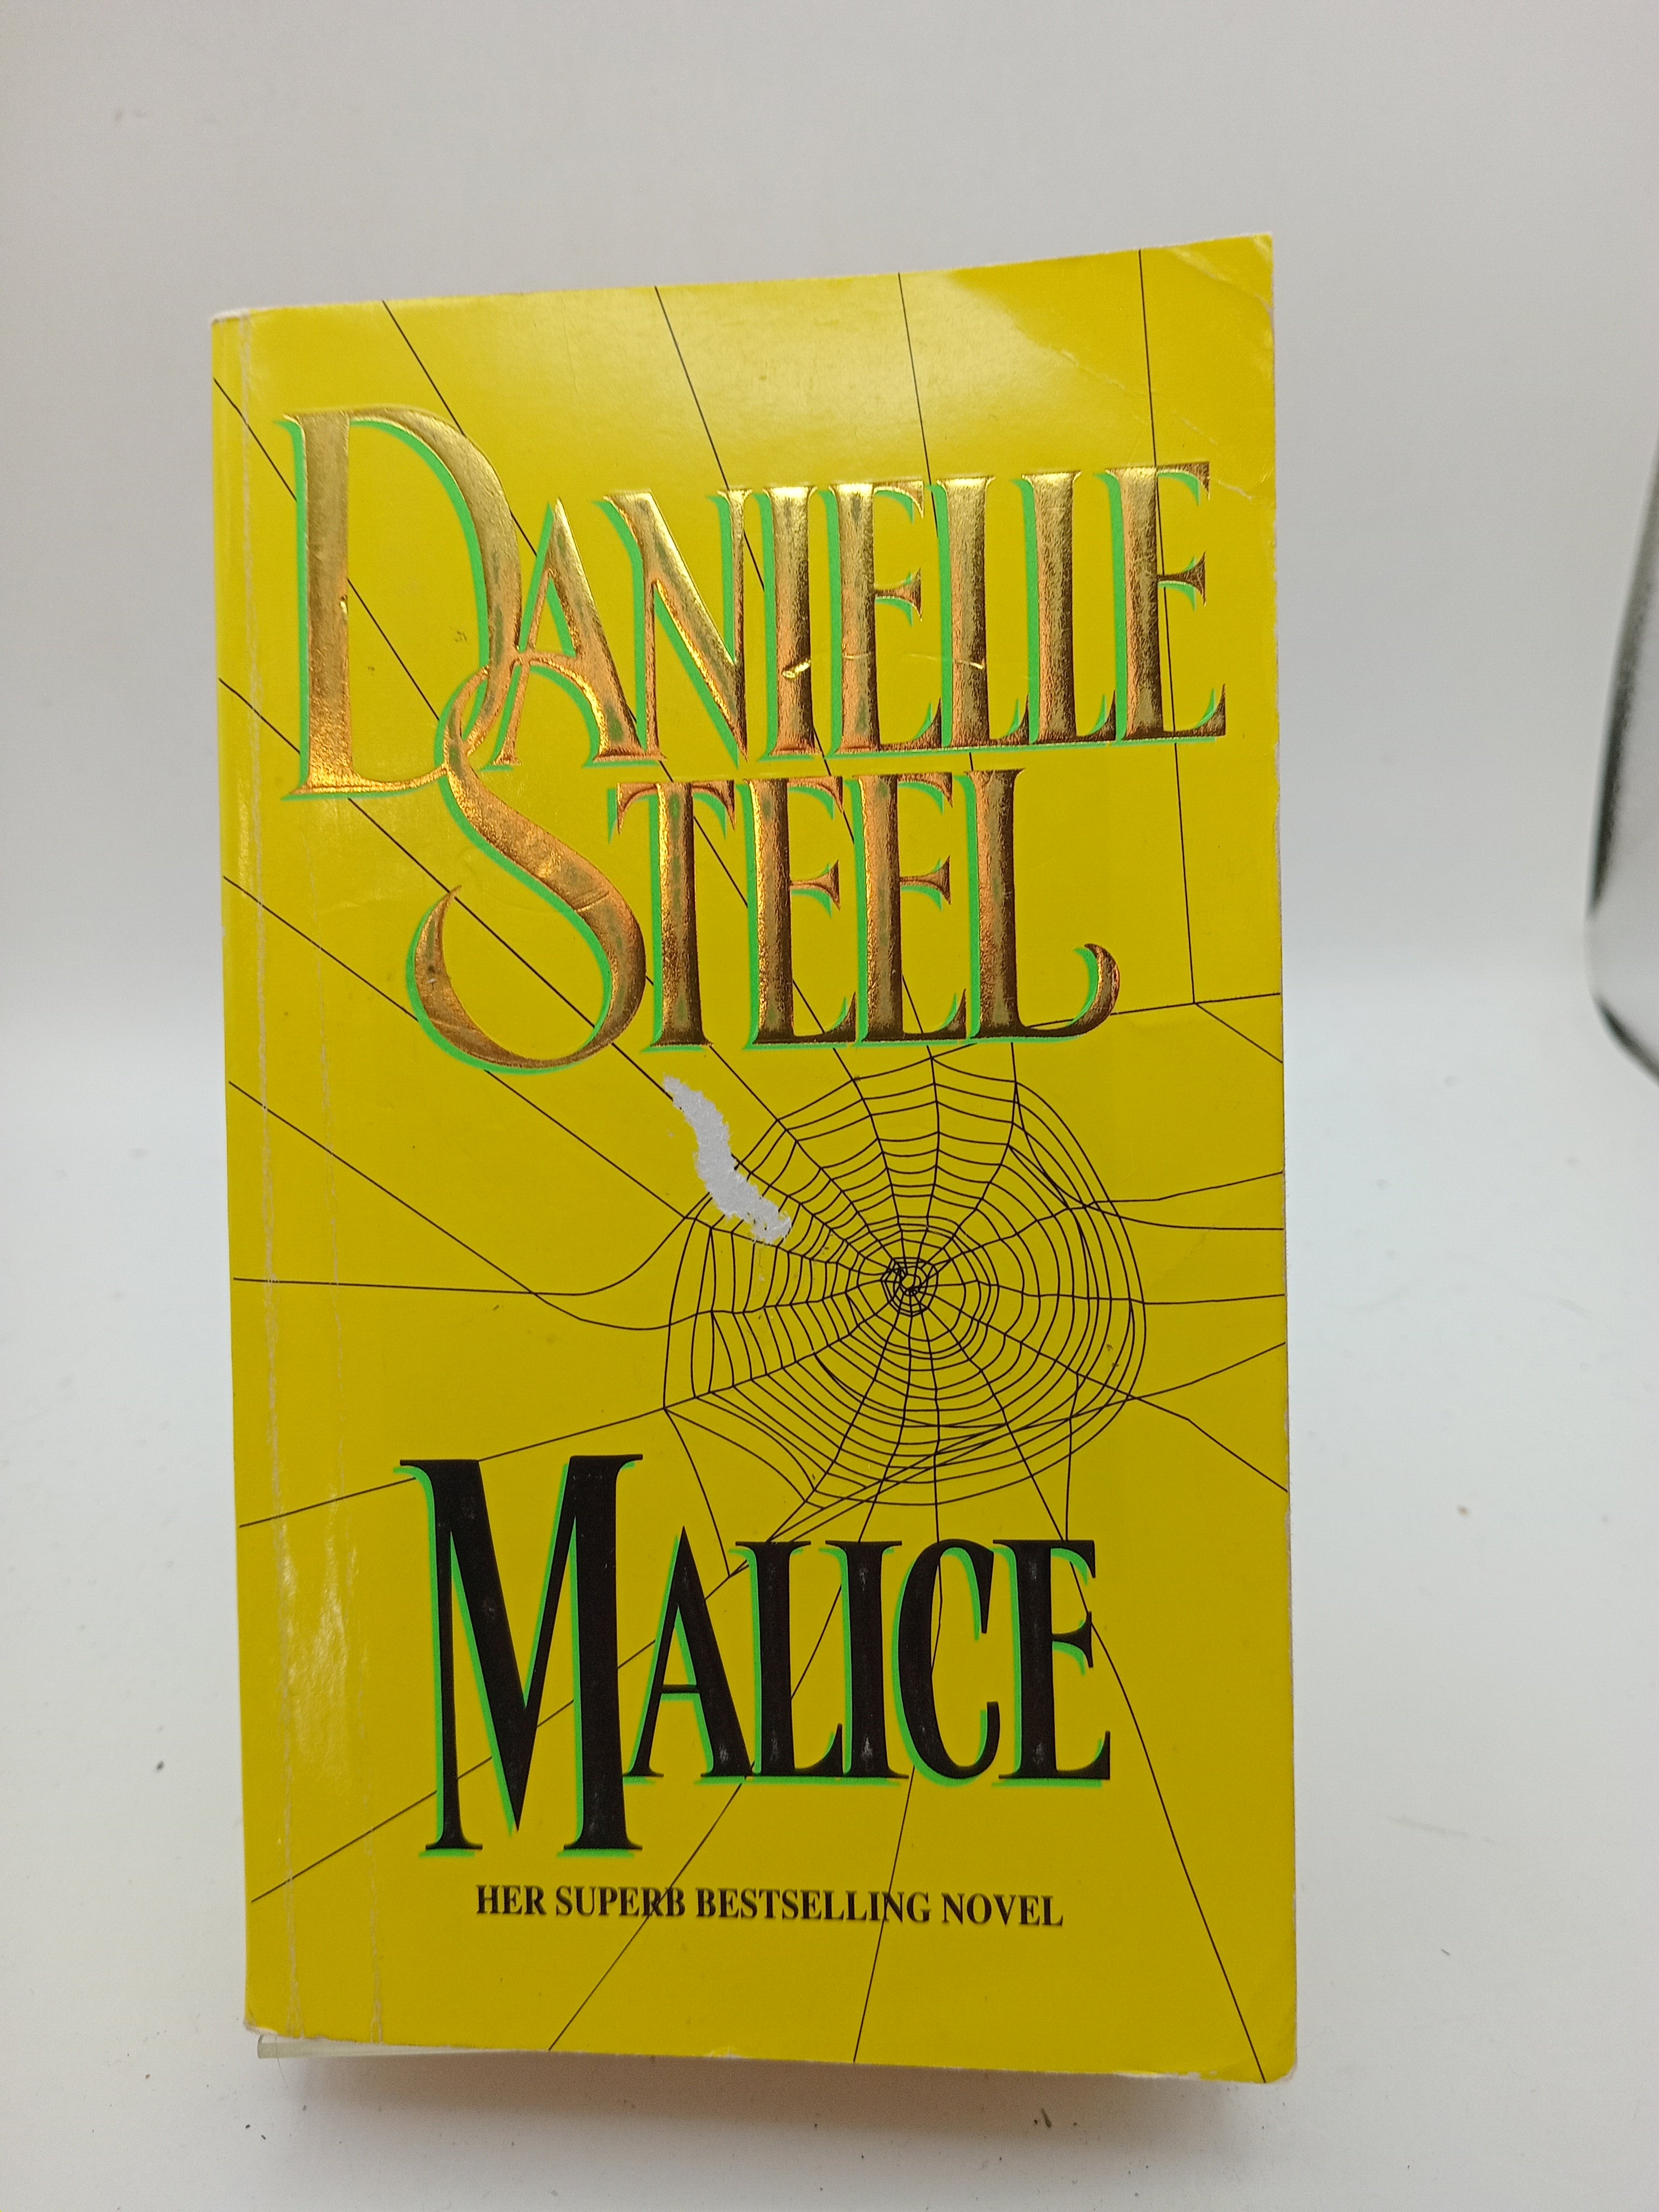 DANIELLE
STEEL
MALICE
HER SUPERB BESTSELLING NOVEL